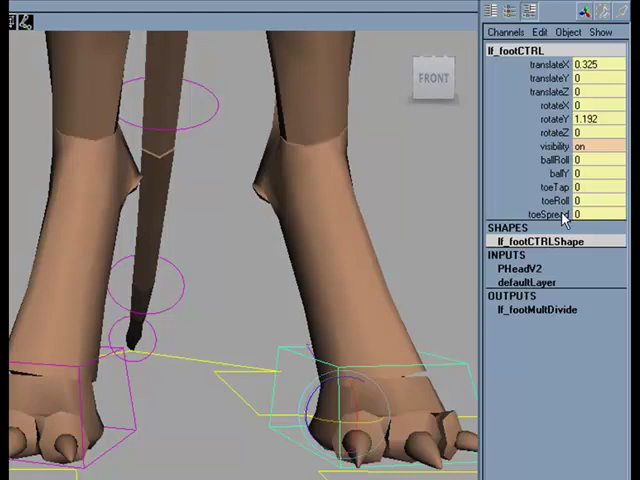 Channels Edit Object Show
lf_footCTRL
translateX 0.325
translateY 0
translateZ 0
rotateX 0
rotateY 1.192
rotateZ 0
visibility on
ballRoll 0
ballY 0
toeTap 0
toeRoll 0
toeSpread 0
SHAPES
lf_footCTRLShape
INPUTS
PHeadV2
defaultLayer
OUTPUTS
lf_footMultDivide
FRONT